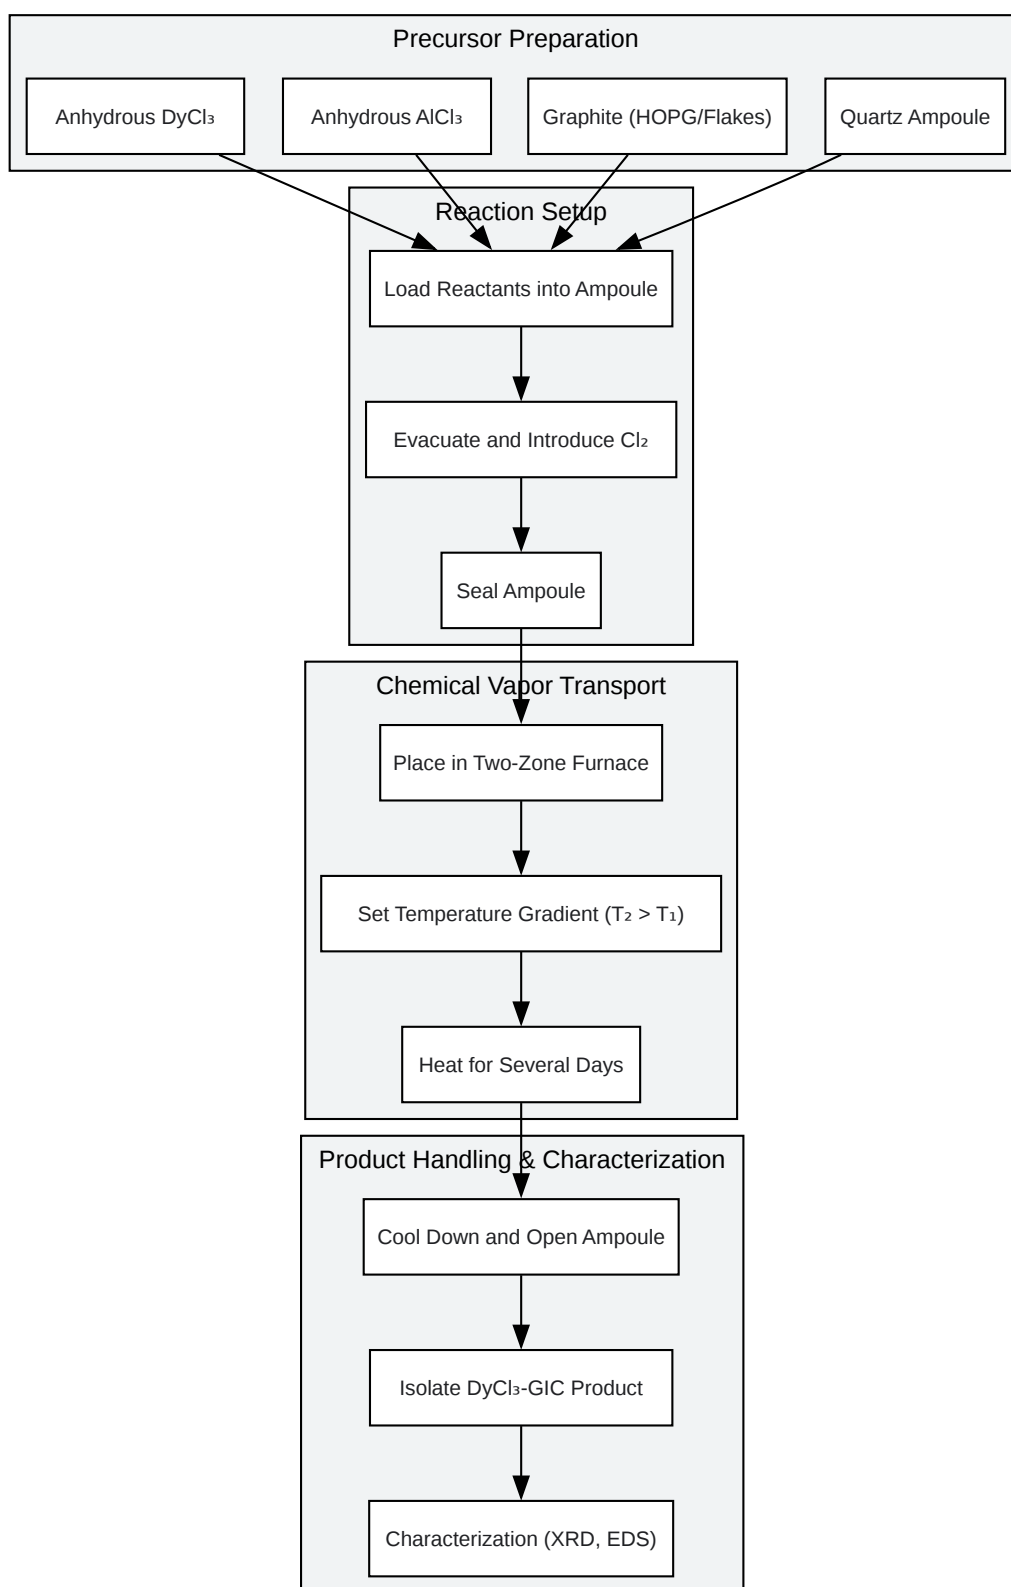 Precursor Preparation
Anhydrous DyCl₃
Anhydrous AlCl₃
Graphite (HOPG/Flakes)
Quartz Ampoule
Reaction Setup
Load Reactants into Ampoule
Evacuate and Introduce Cl₂
Seal Ampoule
Chemical Vapor Transport
Place in Two-Zone Furnace
Set Temperature Gradient (T₂ > T₁)
Heat for Several Days
Product Handling & Characterization
Cool Down and Open Ampoule
Isolate DyCl₃-GIC Product
Characterization (XRD, EDS)